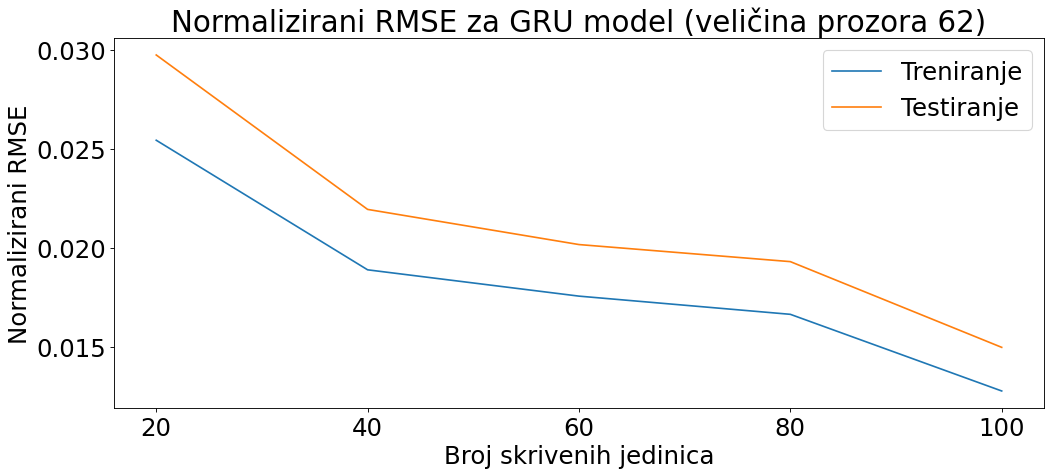 Normalizirani RMSE za GRU model (veličina prozora 62)
Treniranje
Testiranje
Normalizirani RMSE
0.030
0.025
0.020
0.015
20 40 60 80 100
Broj skrivenih jedinica